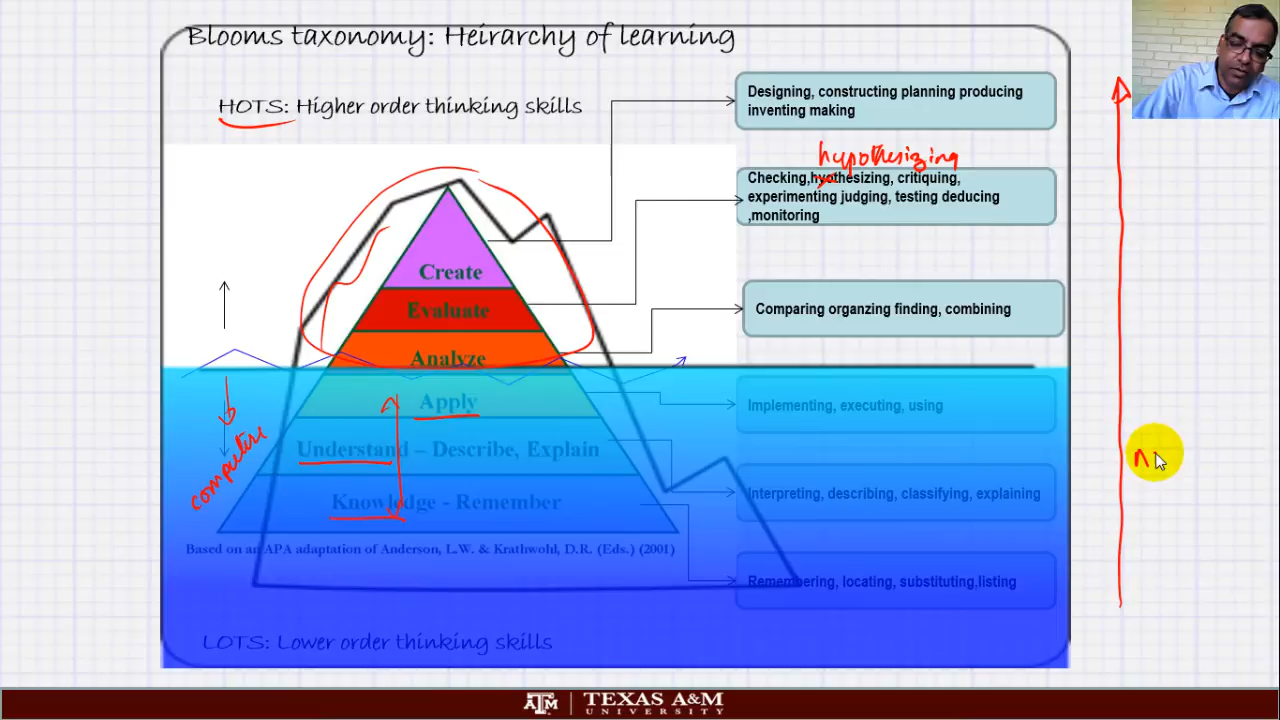 Blooms taxonomy: Heirarchy of learning
HOTS: Higher order thinking skills
Designing, constructing planning producing
inventing making
hypothesizing
Checking,hyothesizing, critiquing,
experimenting judging, testing deducing
,monitoring
Create
Evaluate
Comparing organzing finding, combining
Analyze
Apply
Implementing, executing, using
computire
Understand – Describe, Explain
Interpreting, describing, classifying, explaining
Knowledge - Remember
Based on an APA adaptation of Anderson, L.W. & Krathwohl, D.R. (Eds.) (2001)
Remembering, locating, substituting,listing
LOTS: Lower order thinking skills
ATM
TEXAS A&M
UNIVERSITY